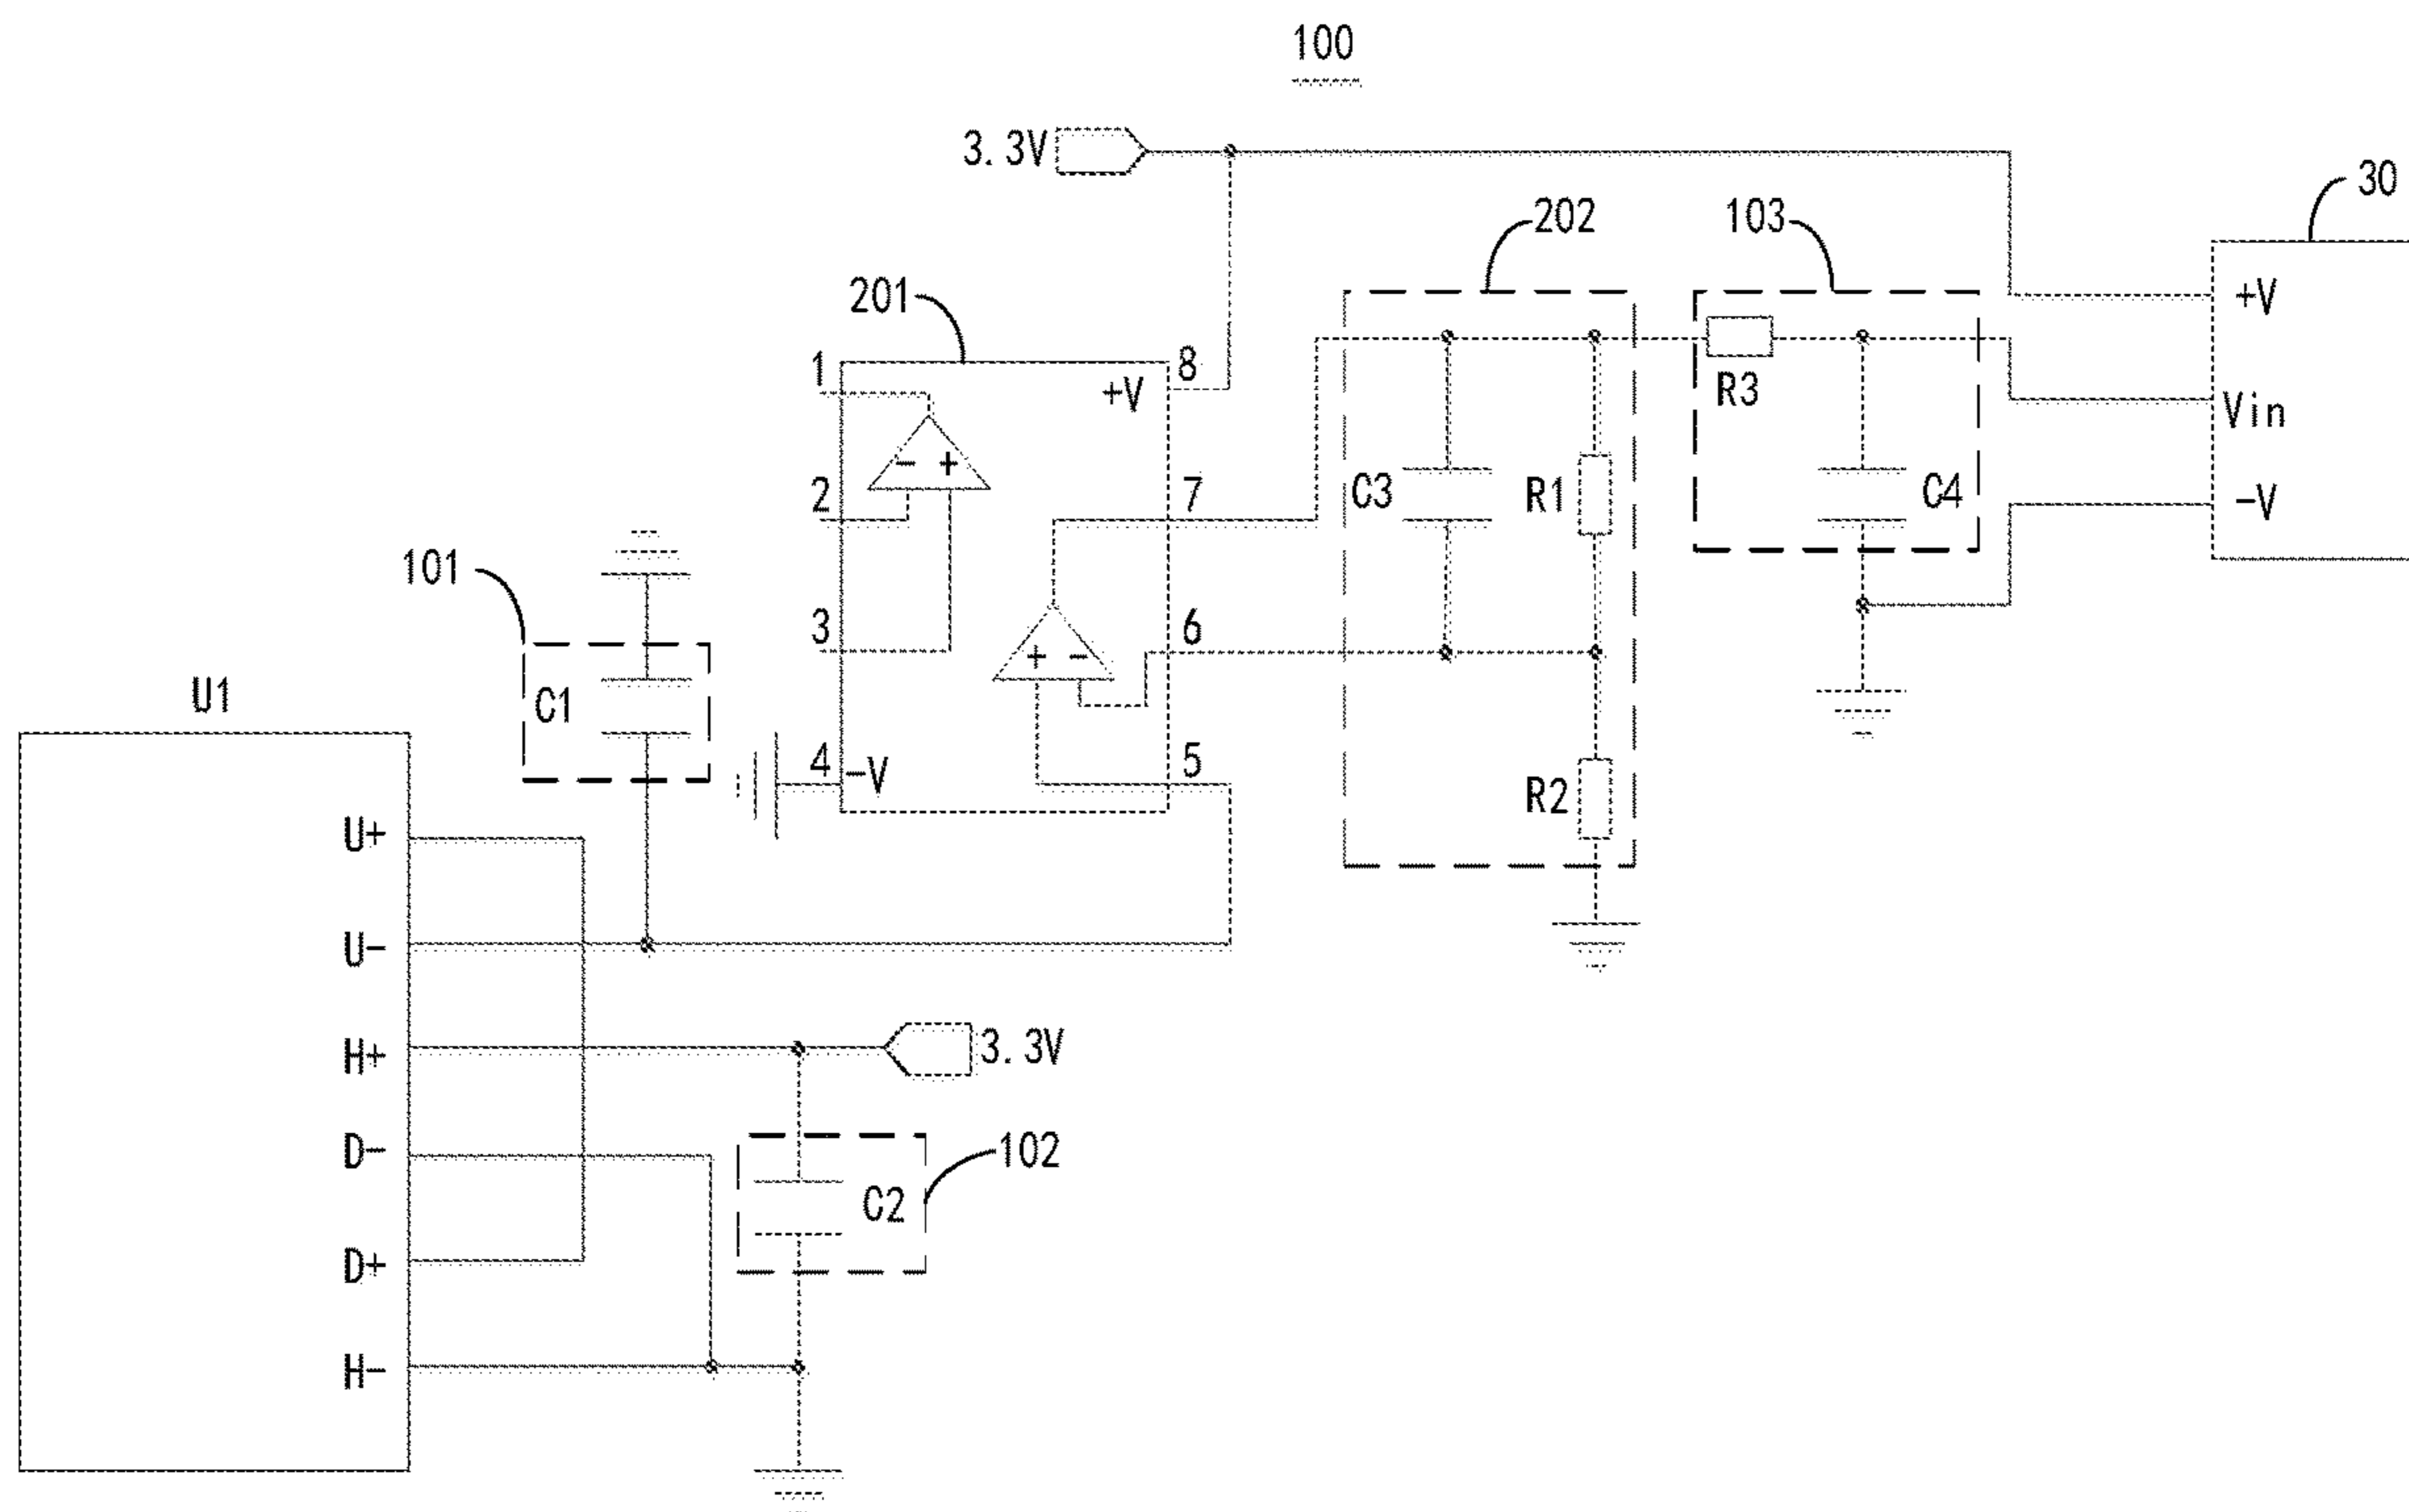 100
3.3V
30
202
103
201
+V
1
+V
8
R3
Vin
- +
2
7
C3
R1
C4
-V
101
3
6
+ -
U1
C1
4
-V
5
R2
U+
U-
H+
3.3V
D-
102
C2
D+
H-